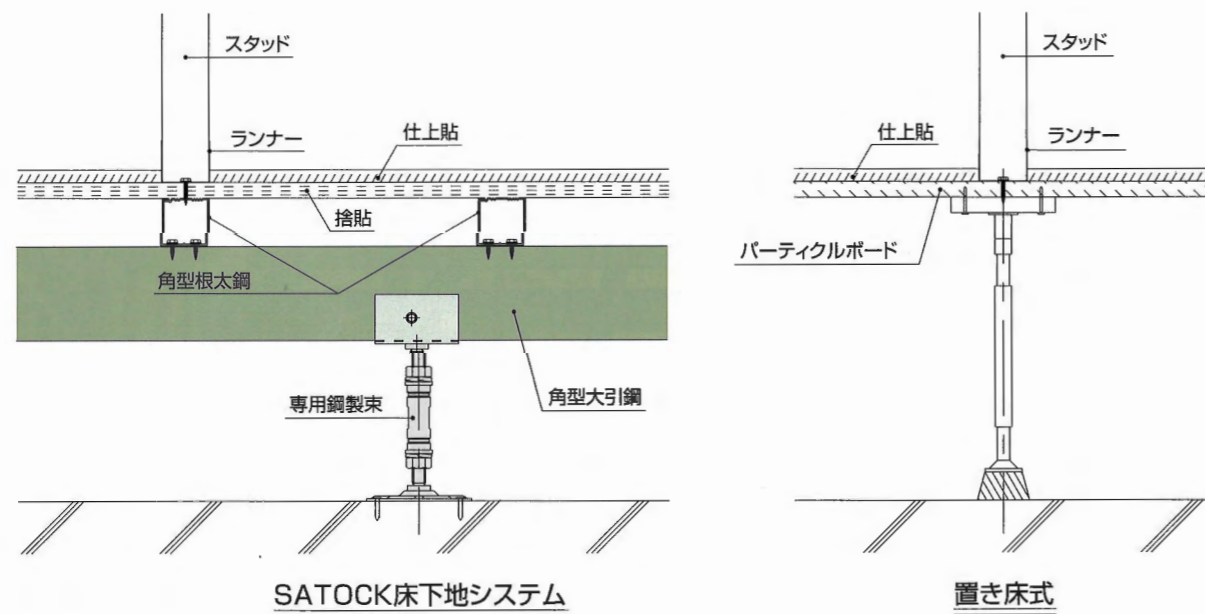 スタッド
ランナー
仕上貼
捨貼
角型根太鋼
専用鋼製束
角型大引鋼
SATOCK床下地システム
スタッド
仕上貼
ランナー
パーティクルボード
置き床式